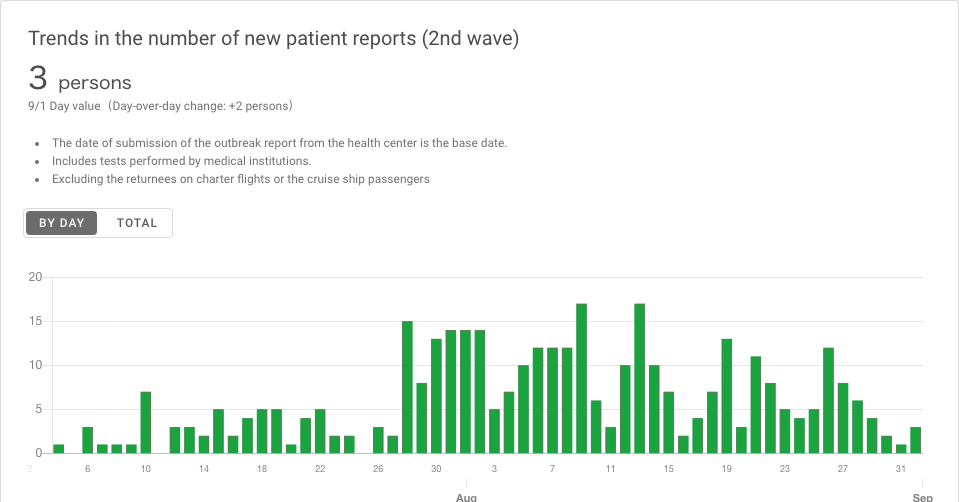 Trends in the number of new patient reports (2nd wave)
3 persons
9/1 Day value（Day-over-day change: +2 persons）
The date of submission of the outbreak report from the health center is the base date.
Includes tests performed by medical institutions.
Excluding the returnees on charter flights or the cruise ship passengers
BY DAY TOTAL
20
15
10
5
0
2 6 10 14 18 22 26 30 3 7 11 15 19 23 27 31
Aug Sep